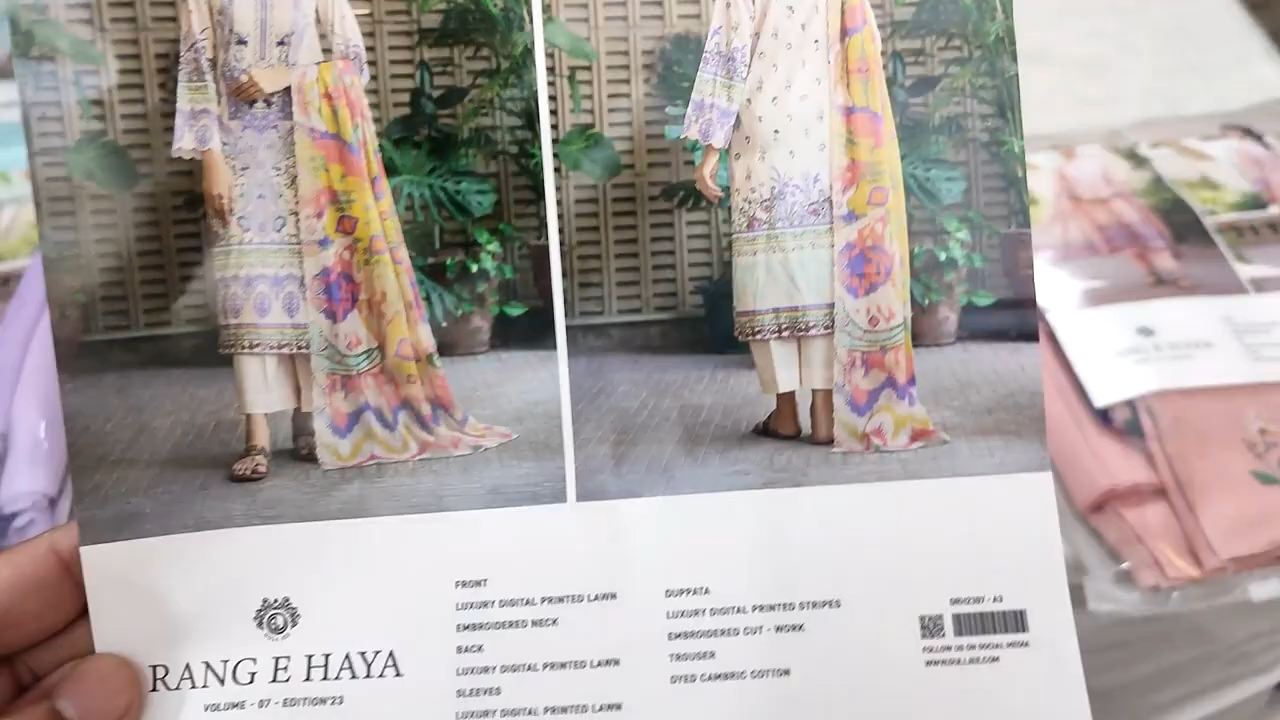 RANG E HAYA
VOLUME - 07 - EDITION'23
FRONT
LUXURY DIGITAL PRINTED LAWN
EMBROIDERED NECK
BACK
LUXURY DIGITAL PRINTED LAWN
SLEEVES
LUXURY DIGITAL PRINTED LAWN
DUPPATA
LUXURY DIGITAL PRINTED STRIPES
EMBROIDERED CUT - WORK
TROUSER
DYED CAMBRIC COTTON
FOLLOW US ON SOCIAL MEDIA